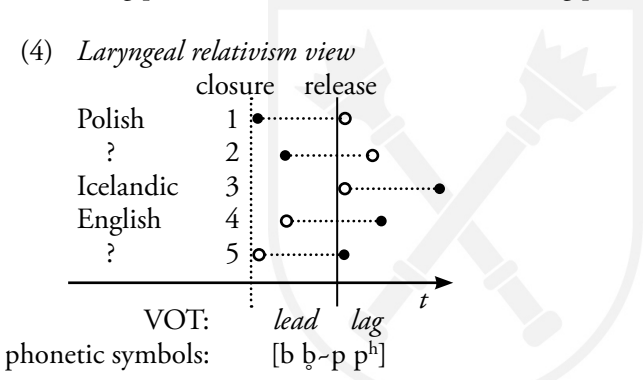 (4) Laryngeal relativism view
closure release
Polish 1
? 2
Icelandic 3
English 4
? 5
t
VOT: lead lag
phonetic symbols: [b b̥~p pʰ]